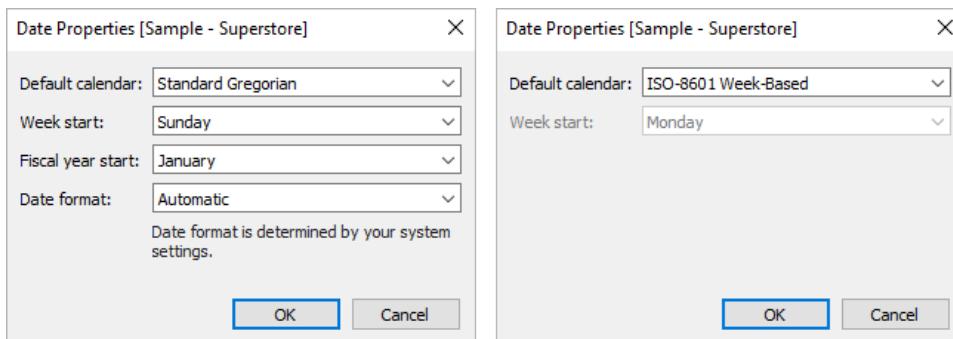 Date Properties [Sample - Superstore]
Default calendar: Standard Gregorian
Week start: Sunday
Fiscal year start: January
Date format: Automatic
Date format is determined by your system
settings.
OK Cancel
Date Properties [Sample - Superstore]
Default calendar: ISO-8601 Week-Based
Week start: Monday
OK Cancel